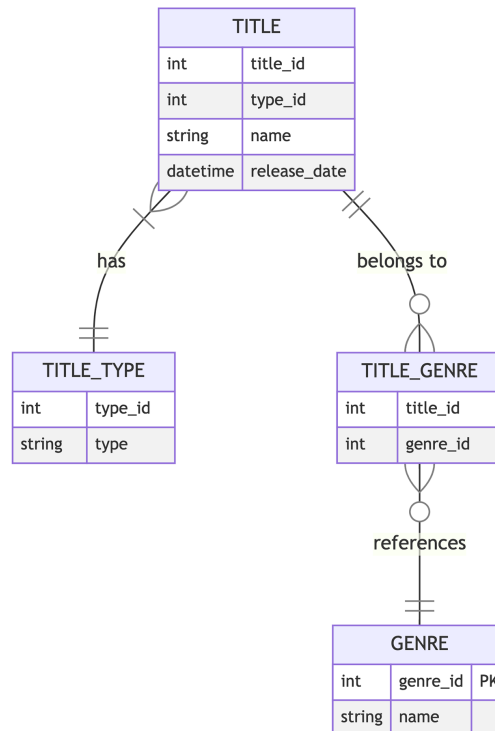 TITLE
int title_id
int type_id
string name
datetime release_date
has
belongs to
TITLE_TYPE
int type_id
string type
TITLE_GENRE
int title_id
int genre_id
references
GENRE
int genre_id PK
string name